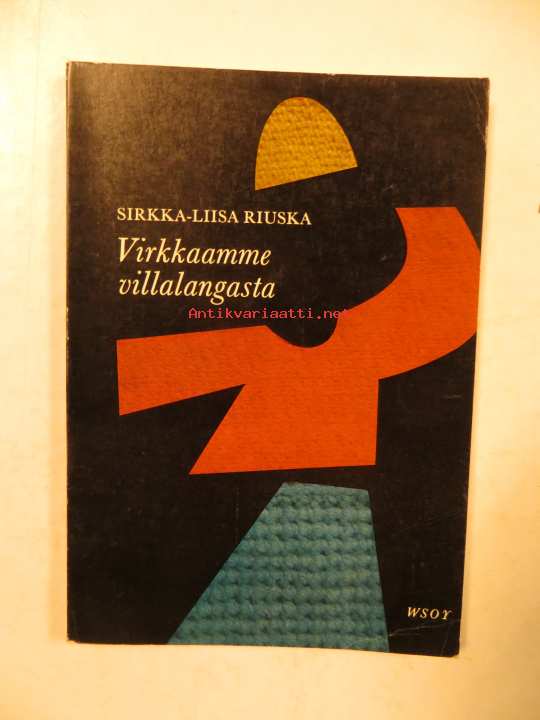 SIRKKA-LIISA RIUSKA
Virkkaamme
villalangasta
Antikvariaatti.net
WSOY